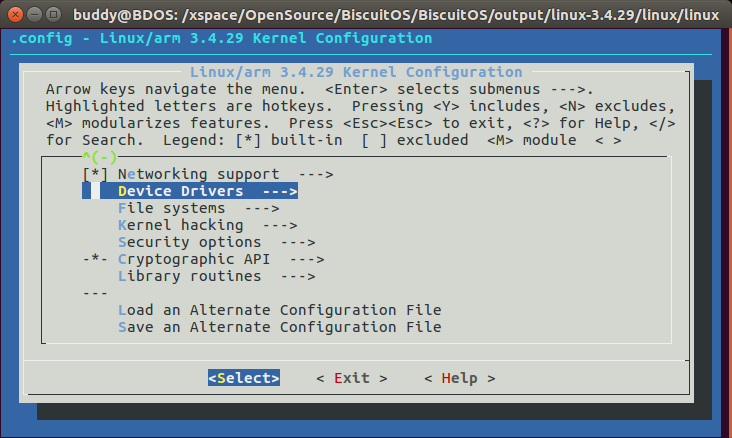 buddy@BDOS: /xspace/OpenSource/BiscuitOS/BiscuitOS/output/linux-3.4.29/linux/linux
.config - Linux/arm 3.4.29 Kernel Configuration
Linux/arm 3.4.29 Kernel Configuration
Arrow keys navigate the menu.  <Enter> selects submenus --->.
Highlighted letters are hotkeys.  Pressing <Y> includes, <N> excludes,
<M> modularizes features.  Press <Esc><Esc> to exit, <?> for Help, </>
for Search.  Legend: [*] built-in  [ ] excluded  <M> module  < >
^(-)
[*] Networking support  --->
Device Drivers  --->
File systems  --->
Kernel hacking  --->
Security options  --->
-*- Cryptographic API  --->
Library routines  --->
---
Load an Alternate Configuration File
Save an Alternate Configuration File
<Select>    < Exit >    < Help >